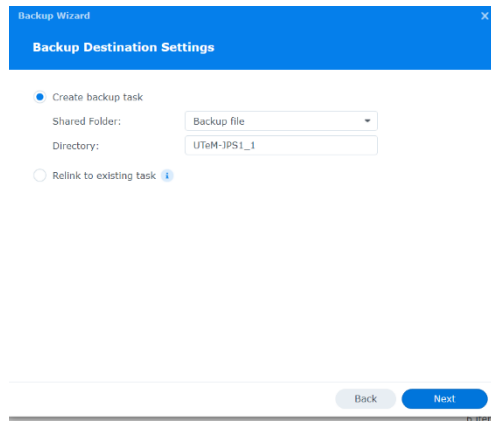 Backup Wizard
X
Backup Destination Settings
Create backup task
Shared Folder: Backup file
Directory: UTeM-JPS1_1
Relink to existing task i
Back Next